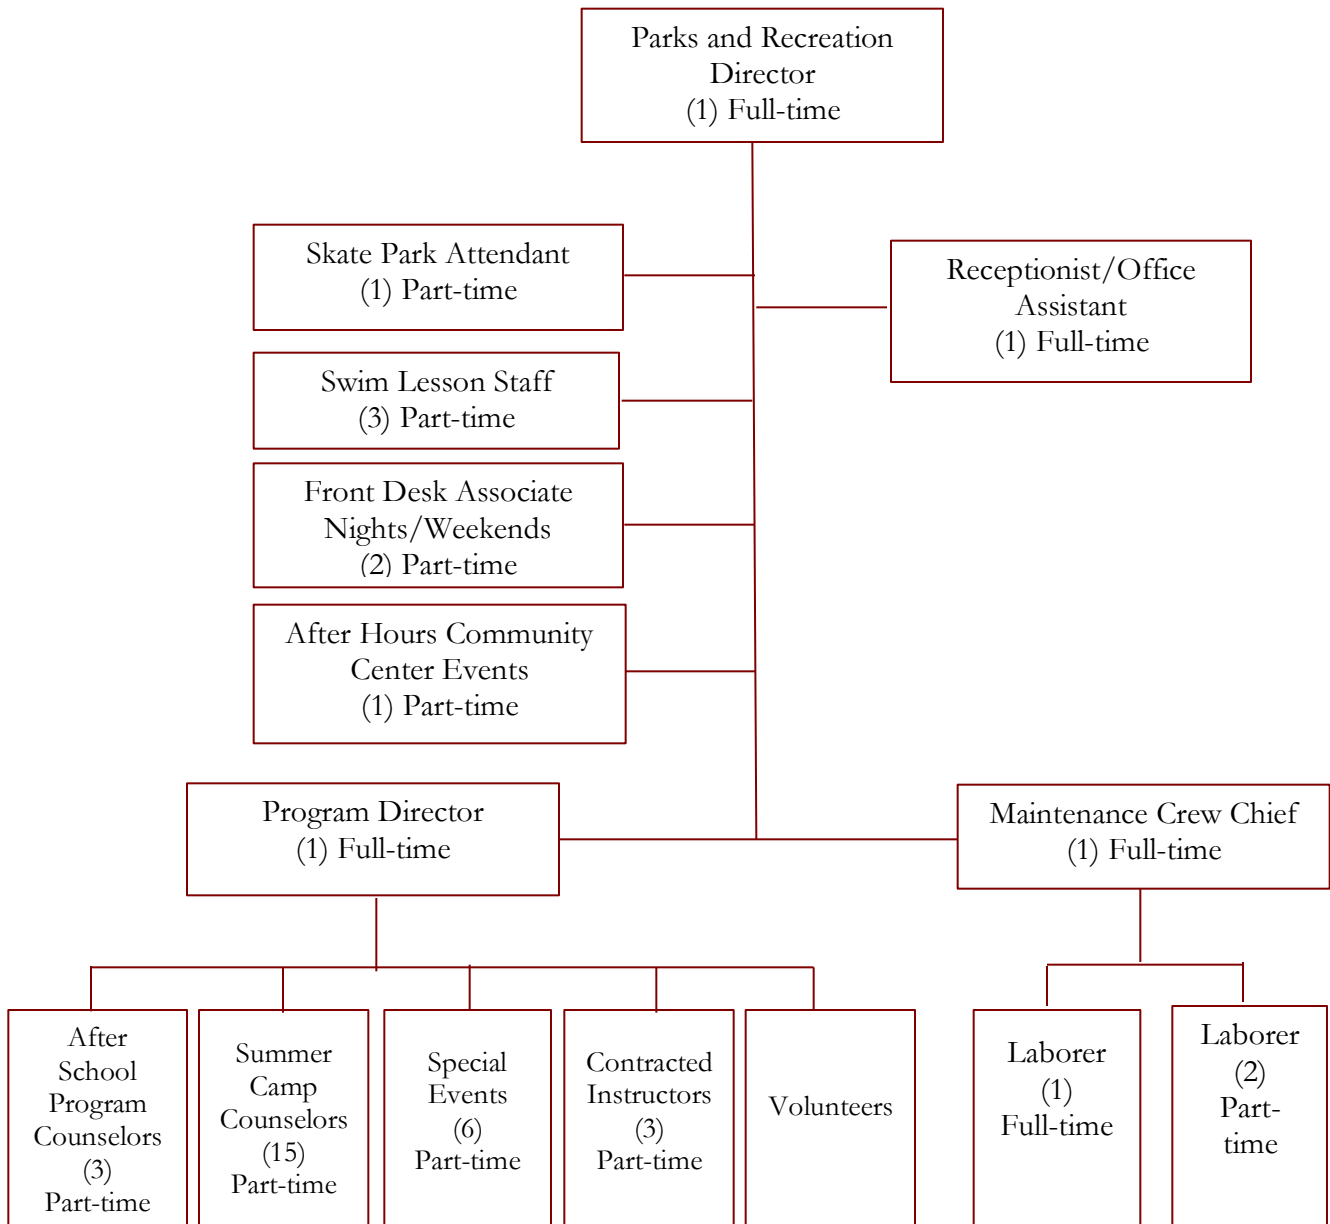 Parks and Recreation
Director
(1) Full-time
Skate Park Attendant
(1) Part-time
Receptionist/Office
Assistant
(1) Full-time
Swim Lesson Staff
(3) Part-time
Front Desk Associate
Nights/Weekends
(2) Part-time
After Hours Community
Center Events
(1) Part-time
Program Director
(1) Full-time
Maintenance Crew Chief
(1) Full-time
After
School
Program
Counselors
(3)
Part-time
Summer
Camp
Counselors
(15)
Part-time
Special
Events
(6)
Part-time
Contracted
Instructors
(3)
Part-time
Volunteers
Laborer
(1)
Full-time
Laborer
(2)
Part-
time